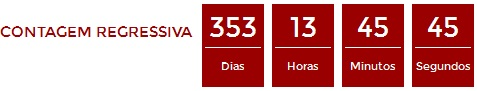 CONTAGEM REGRESSIVA 353 13 45 45
Dias Horas Minutos Segundos